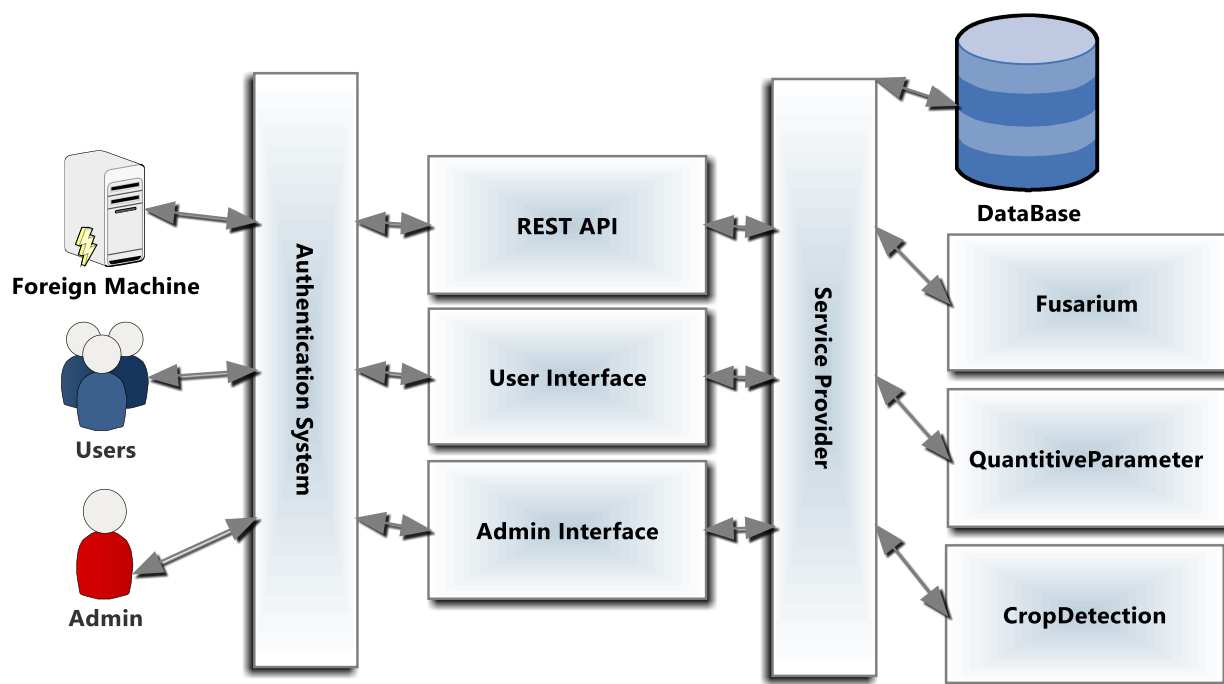 Foreign Machine
Users
Admin
Authentication System
REST API
User Interface
Admin Interface
Service Provider
DataBase
Fusarium
QuantitiveParameter
CropDetection